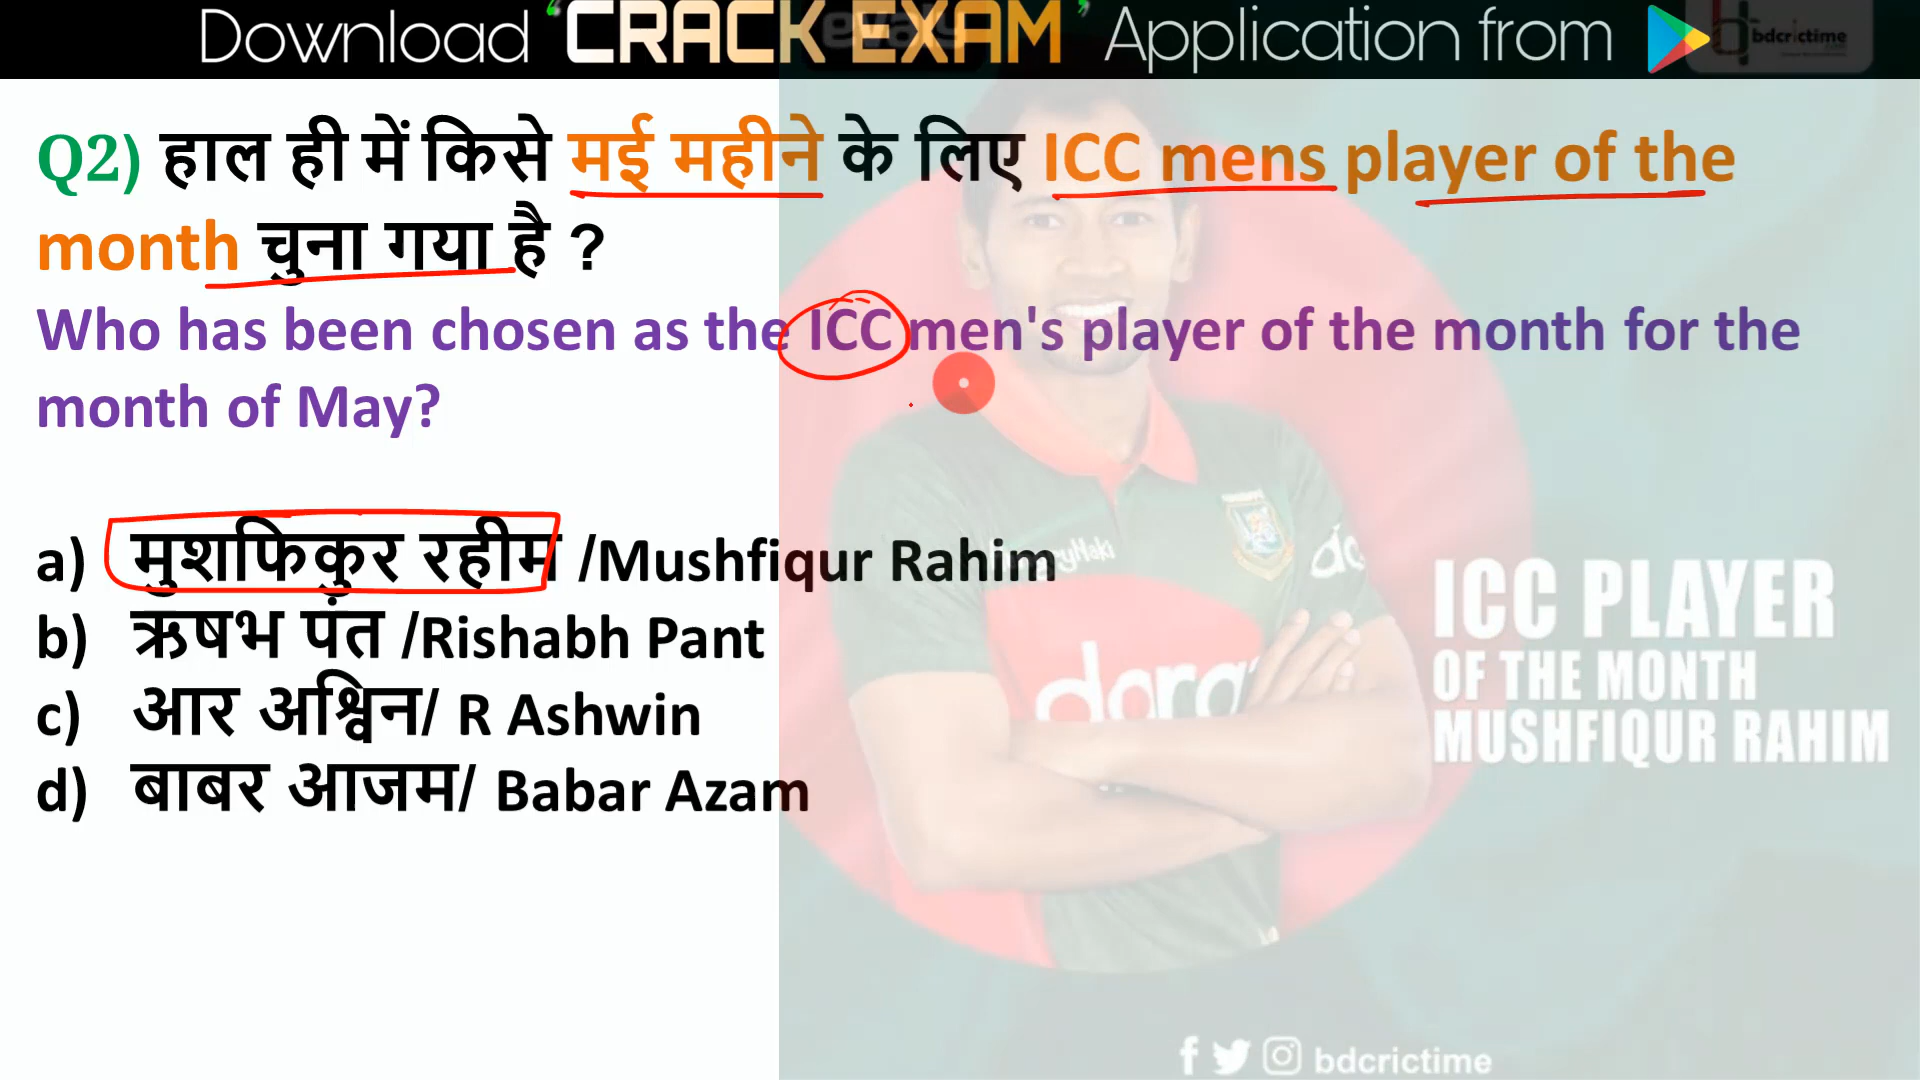 Download ‘CRACK EXAM’ Application from
bdcrictime
Q2) हाल ही में किसे मई महीने के लिए ICC mens player of the
month चुना गया है ?
Who has been chosen as the ICC men's player of the month for the
month of May?
a) मुशफिकुर रहीम /Mushfiqur Rahim
b) ऋषभ पंत /Rishabh Pant
c) आर अश्विन/ R Ashwin
d) बाबर आजम/ Babar Azam
ICC PLAYER
OF THE MONTH
MUSHFIQUR RAHIM
bdcrictime